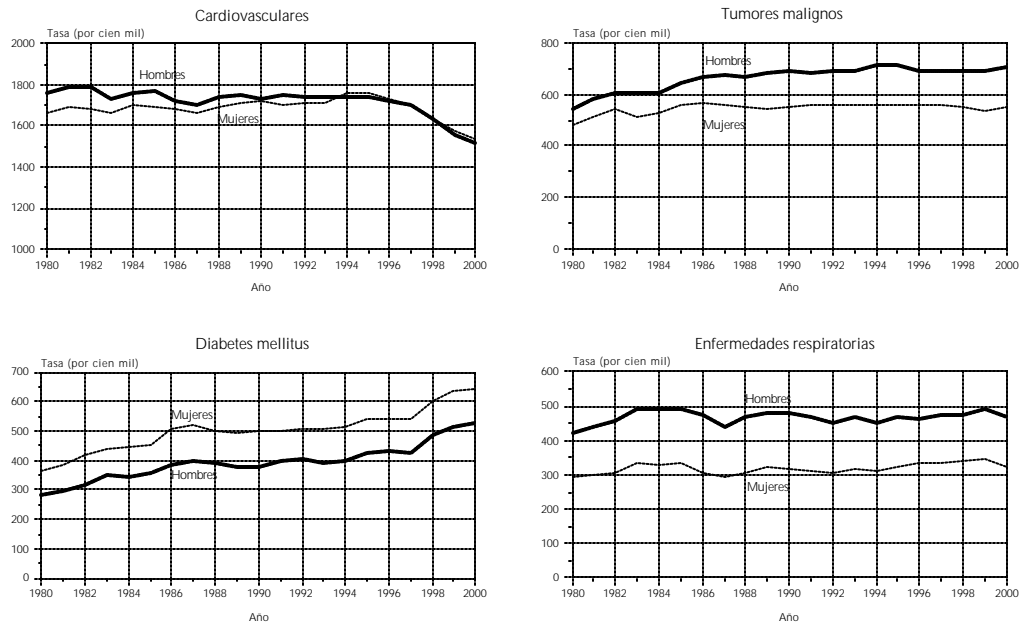 Cardiovasculares
Tasa (por cien mil)
2000
1800
1600
1400
1200
1000
Hombres
Mujeres
1980 1982 1984 1986 1988 1990 1992 1994 1996 1998 2000
Año
Tumores malignos
Tasa (por cien mil)
800
600
400
200
0
Hombres
Mujeres
1980 1982 1984 1986 1988 1990 1992 1994 1996 1998 2000
Año
Diabetes mellitus
Tasa (por cien mil)
700
600
500
400
300
200
100
0
Mujeres
Hombres
1980 1982 1984 1986 1988 1990 1992 1994 1996 1998 2000
Año
Enfermedades respiratorias
Tasa (por cien mil)
600
500
400
300
200
100
0
Hombres
Mujeres
1980 1982 1984 1986 1988 1990 1992 1994 1996 1998 2000
Año